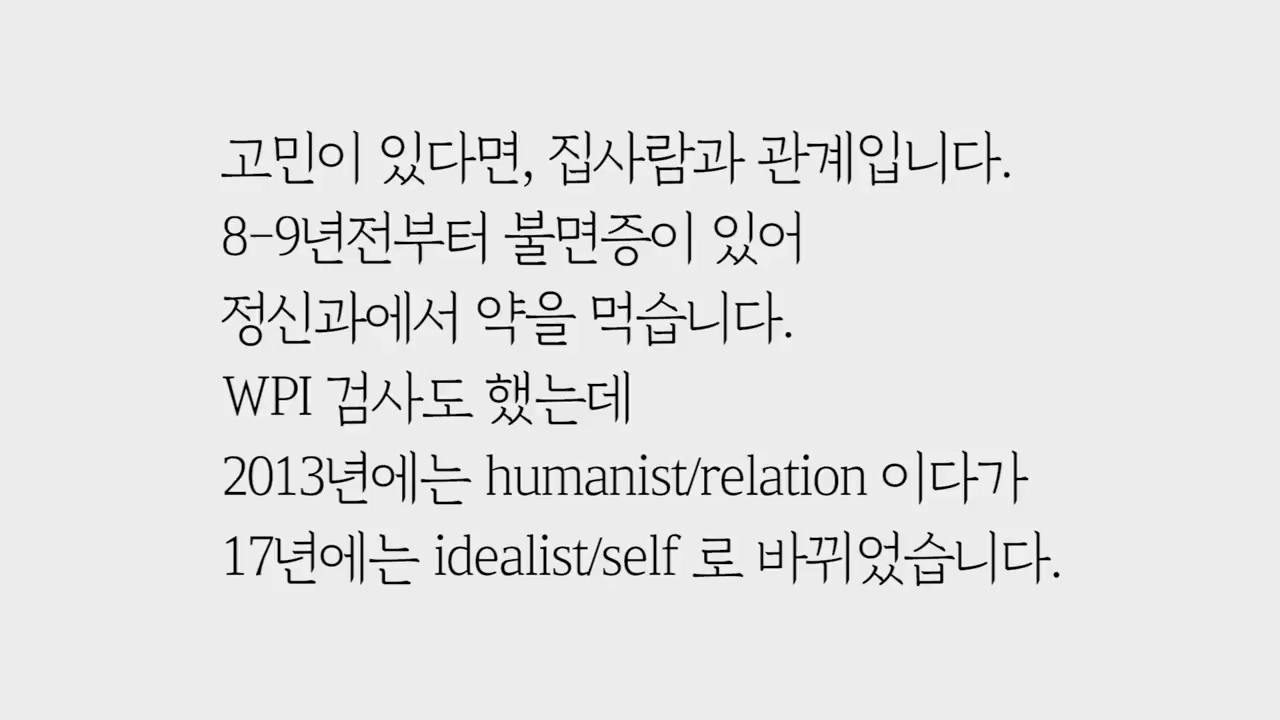 고민이 있다면, 집사람과 관계입니다.
8-9년전부터 불면증이 있어
정신과에서 약을 먹습니다.
WPI 검사도 했는데
2013년에는 humanist/relation 이다가
17년에는 idealist/self 로 바뀌었습니다.